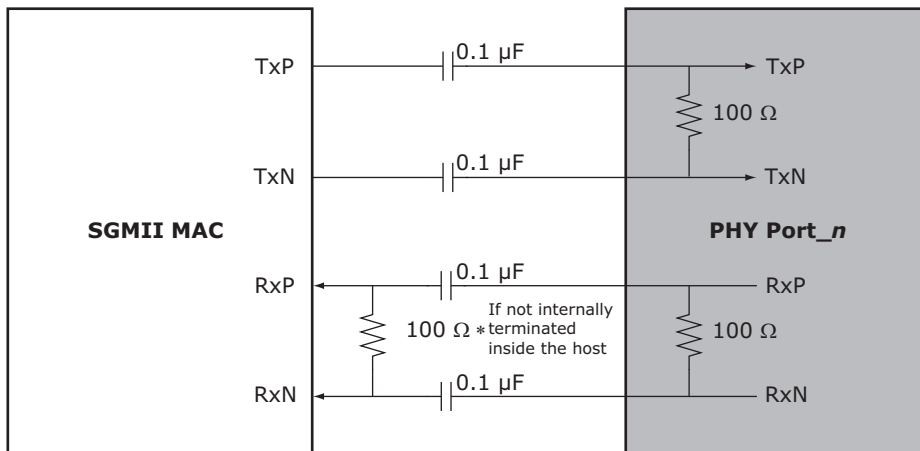 0.1 µF
TxP
TxP
100 Ω
0.1 µF
TxN
TxN
SGMII MAC
PHY Port_n
0.1 µF
RxP
RxP
If not internally
100 Ω * terminated
100 Ω
inside the host
0.1 µF
RxN
RxN